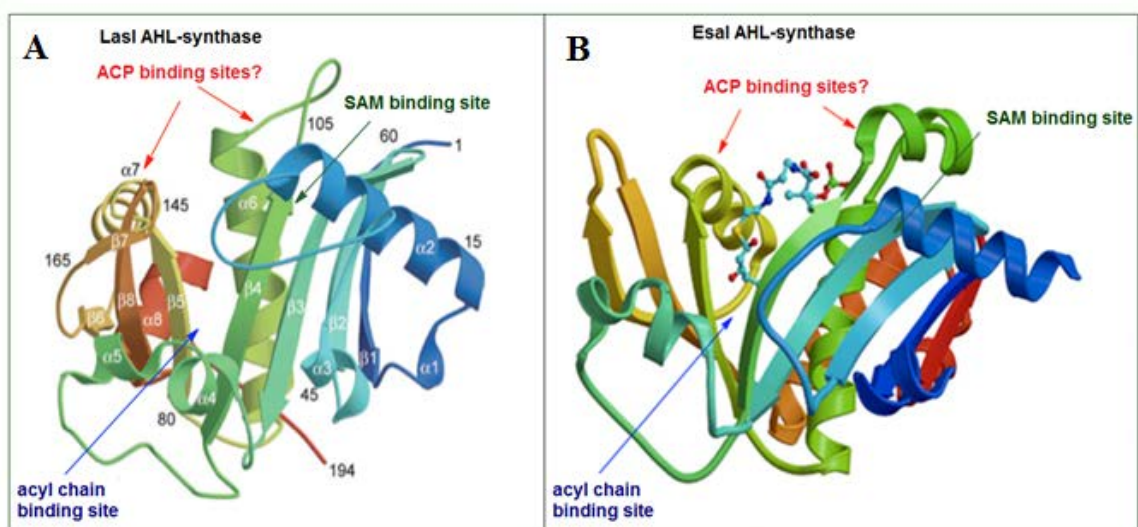 A
LasI AHL-synthase
ACP binding sites?
SAM binding site
105
60
1
α7
145
α6
α2
15
β7
165
β4
β3
β8
β5
β2
β6
α8
β1
α5
α3
α1
α4
45
80
194
acyl chain
binding site
B
EsaI AHL-synthase
ACP binding sites?
SAM binding site
acyl chain
binding site